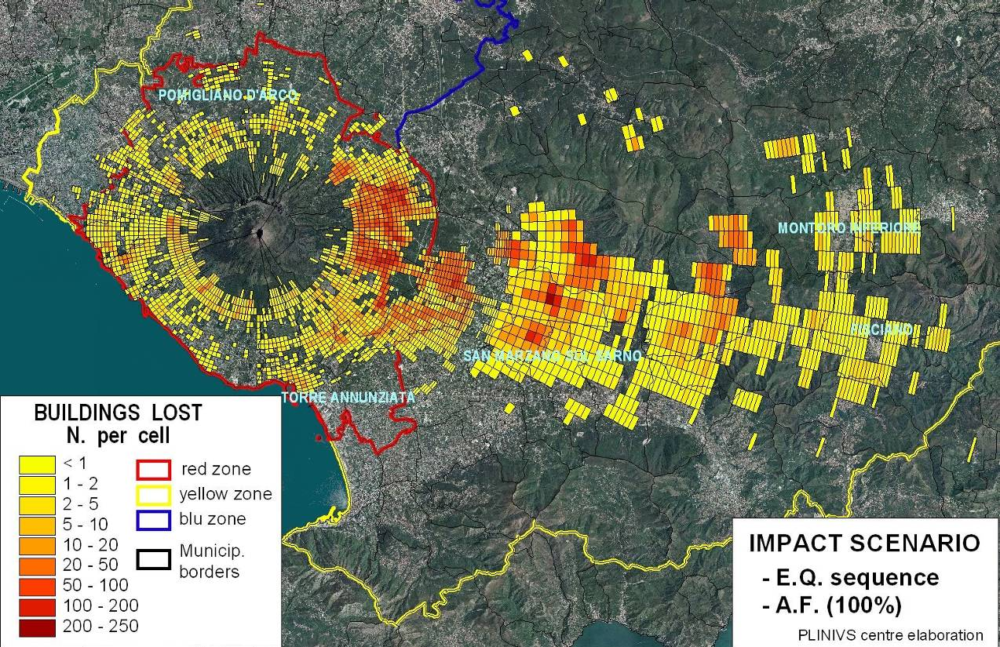 POMIGLIANO D'ARCO
MONTORO INFERIORE
FISCIANO
SAN MARZANO SUL SARNO
TORRE ANNUNZIATA
BUILDINGS LOST
N. per cell
< 1
1 - 2
2 - 5
5 - 10
10 - 20
20 - 50
50 - 100
100 - 200
200 - 250
red zone
yellow zone
blu zone
Municip.
borders
IMPACT SCENARIO
- E.Q. sequence
- A.F. (100%)
PLINIVS centre elaboration